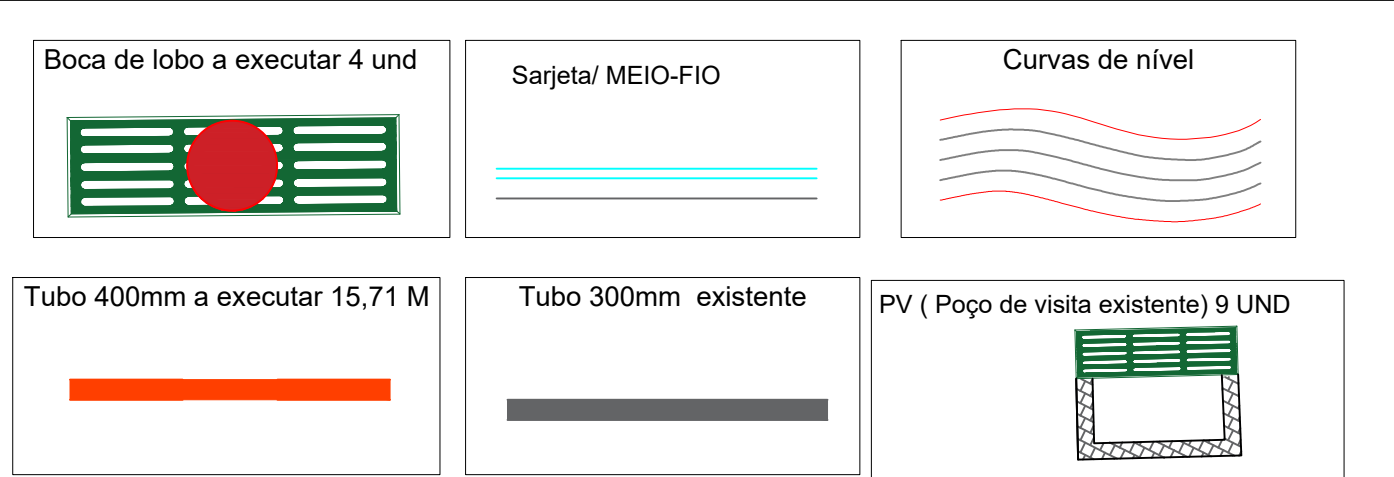 Boca de lobo a executar 4 und
Sarjeta/ MEIO-FIO
Curvas de nível
Tubo 400mm a executar 15,71 M
Tubo 300mm existente
PV ( Poço de visita existente) 9 UND